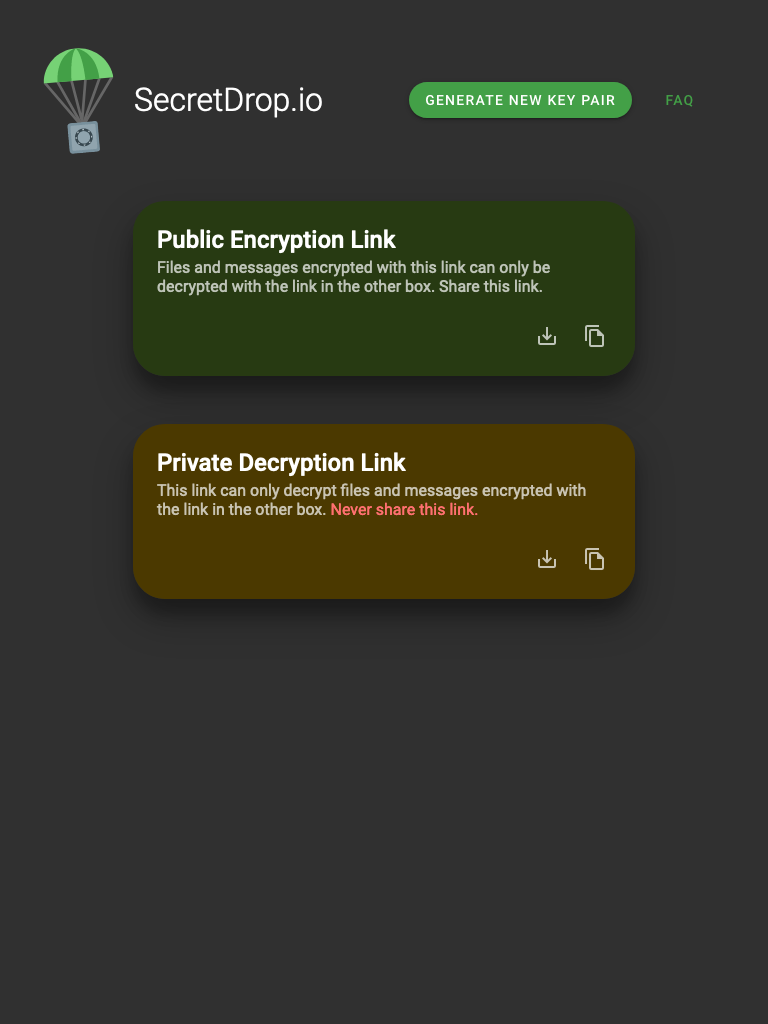 SecretDrop.io
GENERATE NEW KEY PAIR
FAQ
Public Encryption Link
Files and messages encrypted with this link can only be
decrypted with the link in the other box. Share this link.
Private Decryption Link
This link can only decrypt files and messages encrypted with
the link in the other box. Never share this link.